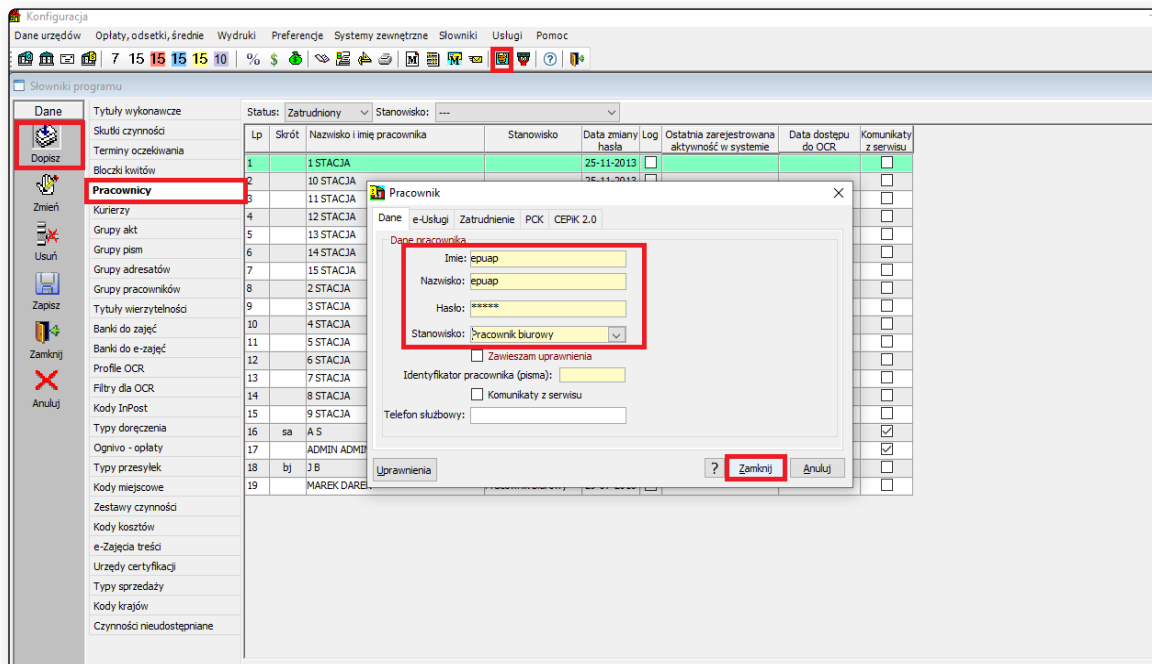 Konfiguracja
Dane urzędów Opłaty, odsetki, średnie Wydruki Preferencje Systemy zewnętrzne Słowniki Usługi Pomoc
7 15 15 15 15 10 % $
Słowniki programu
Dane
Dopisz
Zmień
Usuń
Zapisz
Zamknij
Anuluj
Tytuły wykonawcze
Skutki czynności
Terminy oczekiwania
Bloczki kwitów
Pracownicy
Kurierzy
Grupy akt
Grupy pism
Grupy adresatów
Grupy pracowników
Tytuły wierzytelności
Banki do zajęć
Banki do e-zajęć
Profile OCR
Filtry dla OCR
Kody InPost
Typy doręczenia
Ognivo - opłaty
Typy przesyłek
Kody miejscowe
Zestawy czynności
Kody kosztów
e-Zajęcia treści
Urzędy certyfikacji
Typy sprzedaży
Kody krajów
Czynności nieudostępniane
Status: Zatrudniony Stanowisko: ---
Lp Skrót Nazwisko i imię pracownika Stanowisko Data zmiany hasła Log Ostatnia zarejestrowana aktywność w systemie Data dostępu do OCR Komunikaty z serwisu
1 1 STACJA 25-11-2013
2 10 STACJA 25-11-2013
3 11 STACJA
4 12 STACJA
5 13 STACJA
6 14 STACJA
7 15 STACJA
8 2 STACJA
9 3 STACJA
10 4 STACJA
11 5 STACJA
12 6 STACJA
13 7 STACJA
14 8 STACJA
15 9 STACJA
16 sa A S
17 ADMIN ADMI
18 bj J B
19 MAREK DAREK
Pracownik
Dane e-Usługi Zatrudnienie PCK CEPiK 2.0
Dane pracownika
Imie: epuap
Nazwisko: epuap
Hasło: *****
Stanowisko: Pracownik biurowy
Zawieszam uprawnienia
Identyfikator pracownika (pisma):
Komunikaty z serwisu
Telefon służbowy:
Uprawnienia ? Zamknij Anuluj